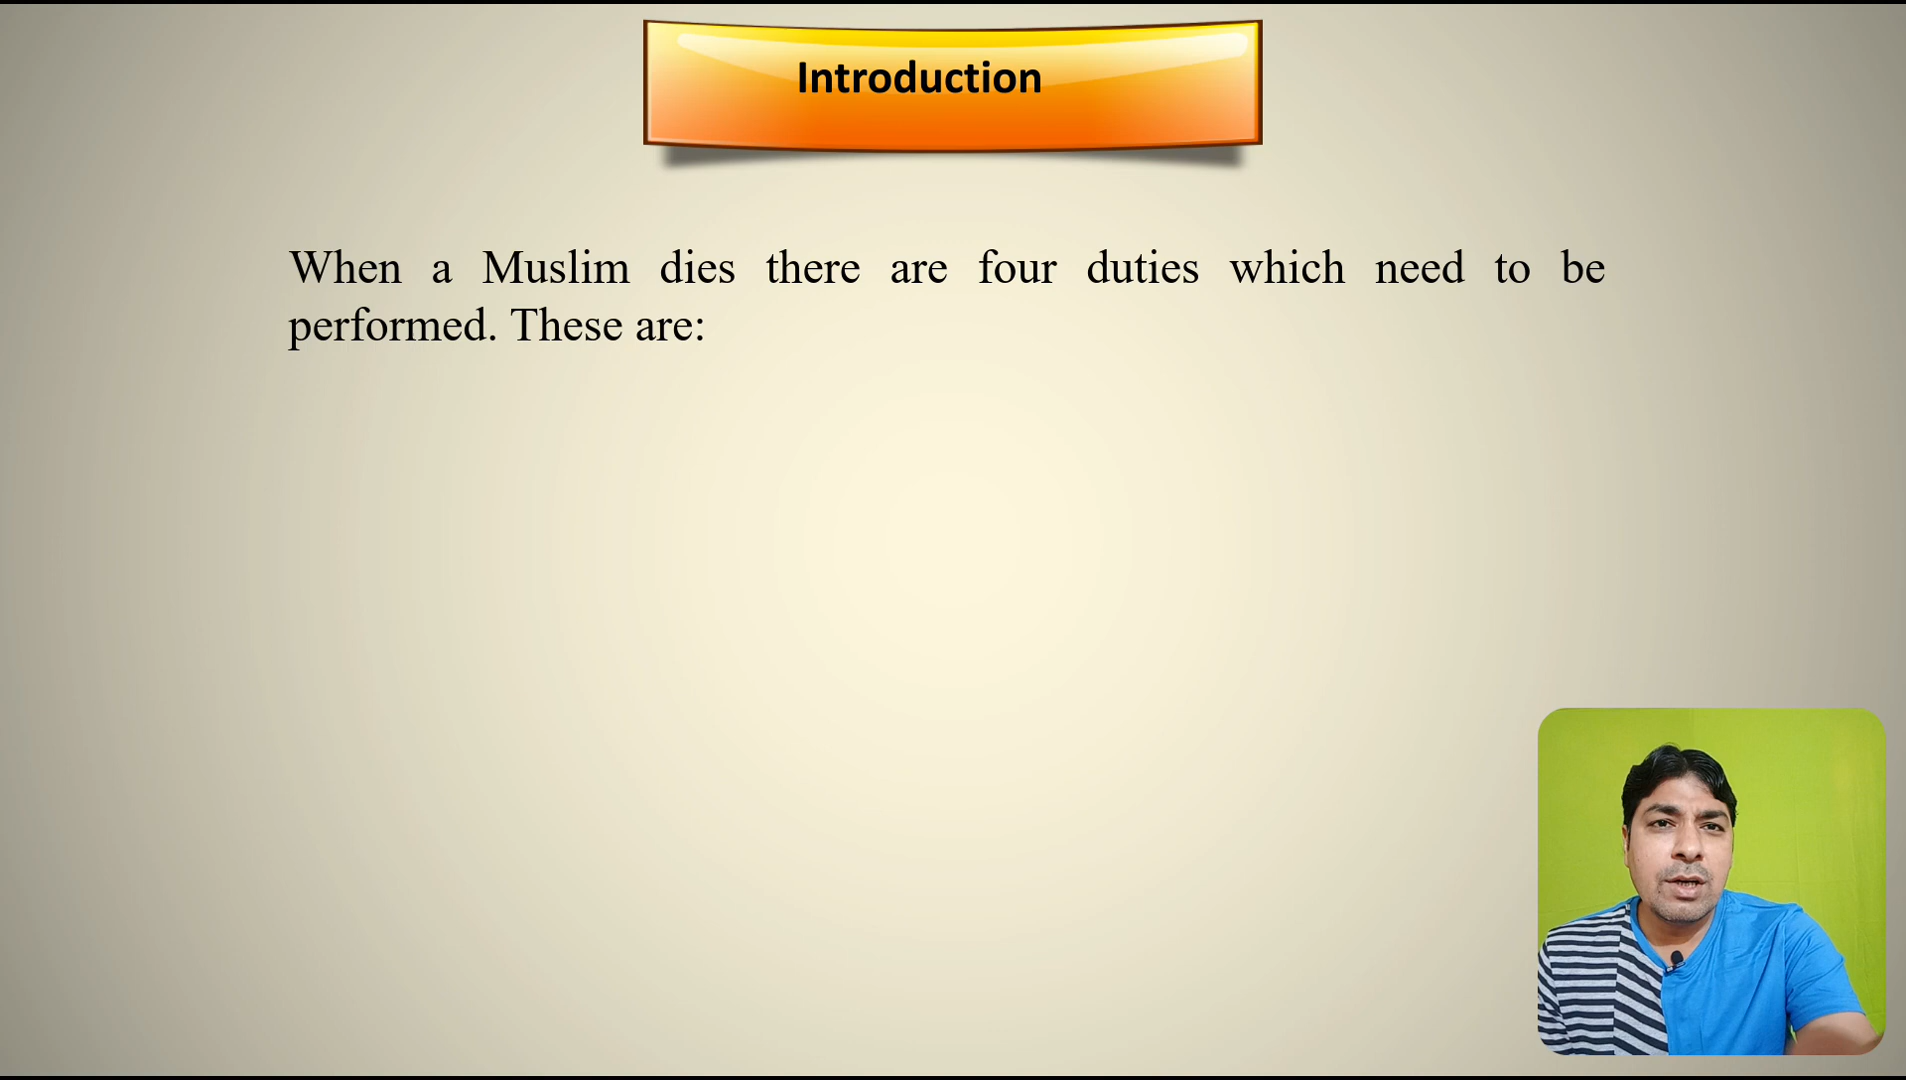 Introduction
When a Muslim dies there are four duties which need to be
performed. These are: